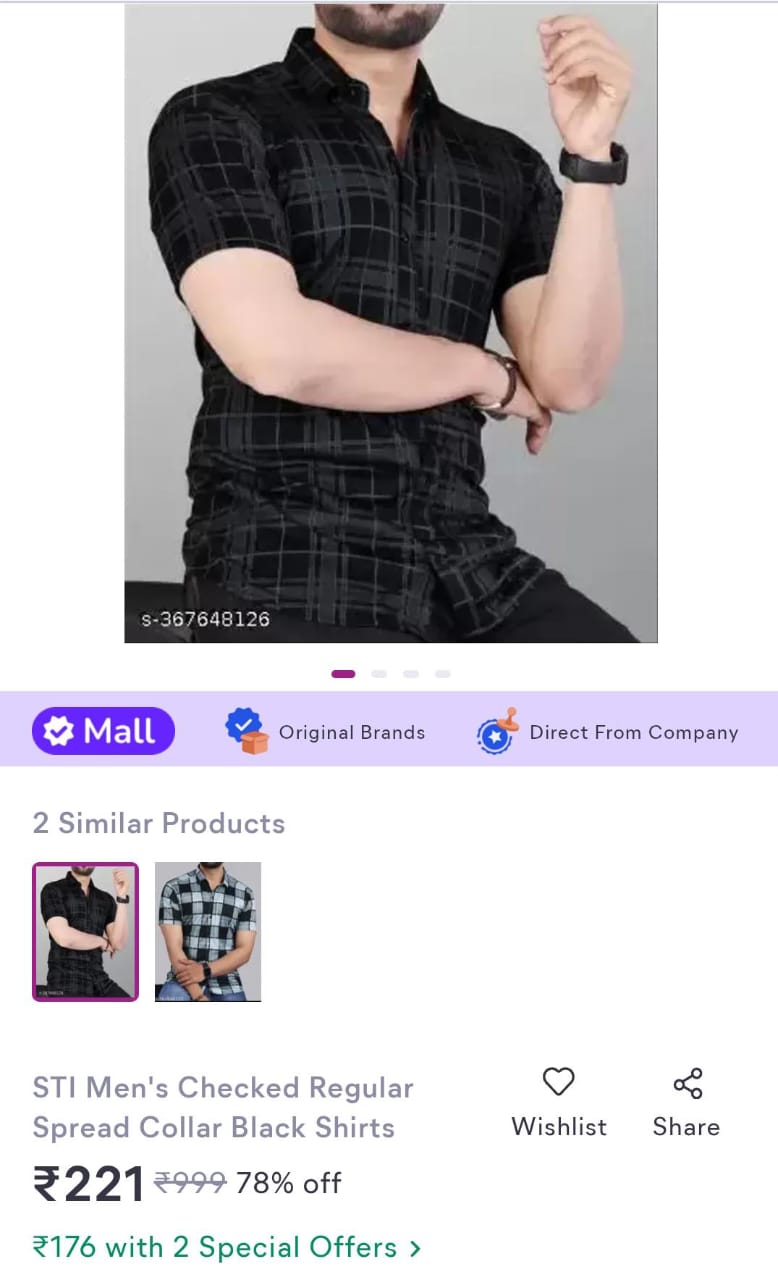 s-367648126
Mall Original Brands Direct From Company
2 Similar Products
STI Men's Checked Regular
Spread Collar Black Shirts
Wishlist Share
₹221 ₹999 78% off
₹176 with 2 Special Offers >